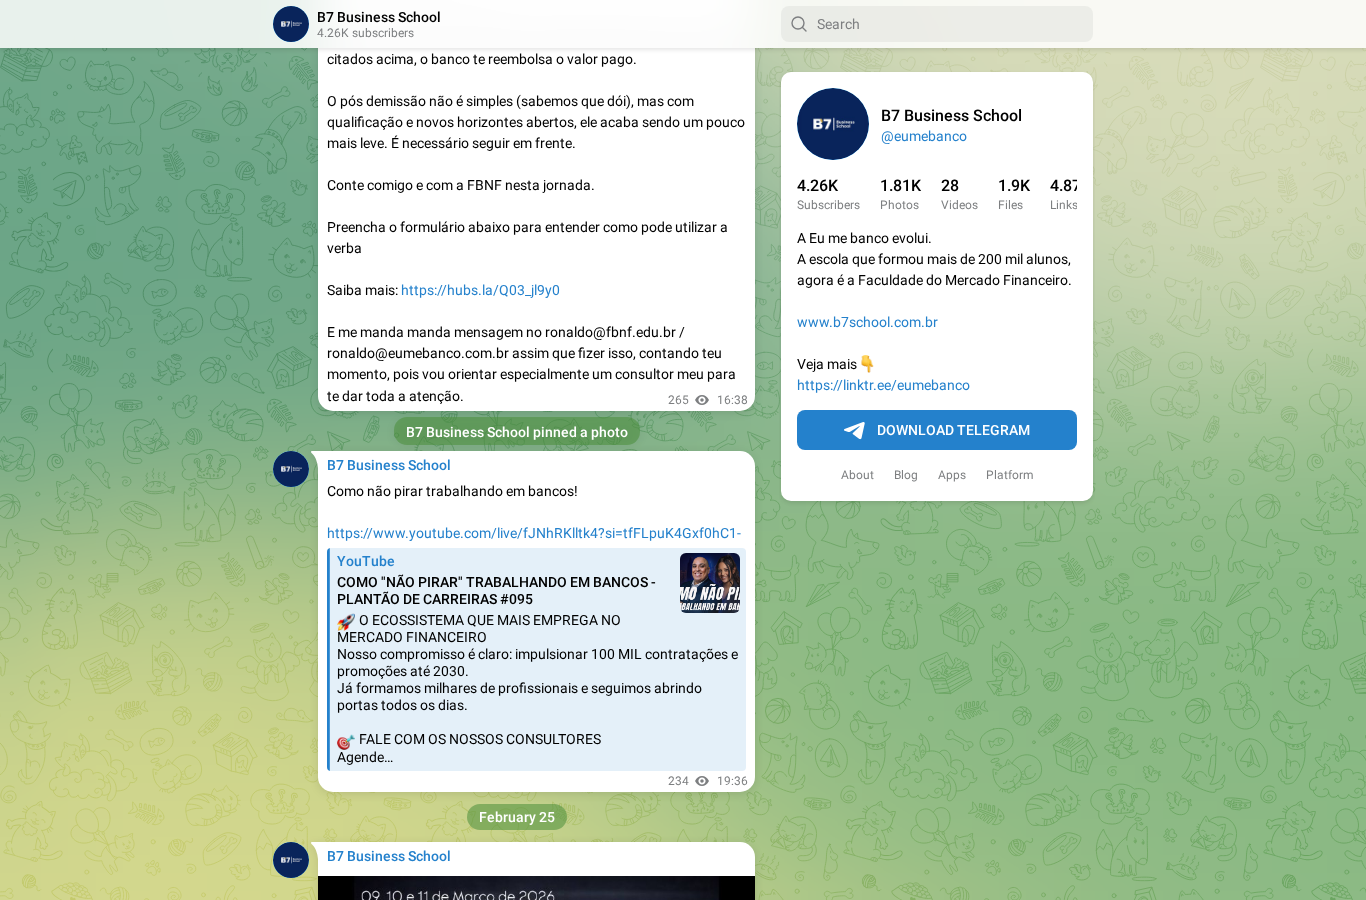 B7 Business School
4.26K subscribers
Search
citados acima, o banco te reembolsa o valor pago.
O pós demissão não é simples (sabemos que dói), mas com
qualificação e novos horizontes abertos, ele acaba sendo um pouco
mais leve. É necessário seguir em frente.
Conte comigo e com a FBNF nesta jornada.
Preencha o formulário abaixo para entender como pode utilizar a
verba
Saiba mais: https://hubs.la/Q03_jl9y0
E me manda manda mensagem no ronaldo@fbnf.edu.br /
ronaldo@eumebanco.com.br assim que fizer isso, contando teu
momento, pois vou orientar especialmente um consultor meu para
te dar toda a atenção.
265 16:38
B7 Business School pinned a photo
B7 Business School
Como não pirar trabalhando em bancos!
https://www.youtube.com/live/fJNhRKlltk4?si=tfFLpuK4Gxf0hC1-
YouTube
COMO "NÃO PIRAR" TRABALHANDO EM BANCOS -
PLANTÃO DE CARREIRAS #095
🚀 O ECOSSISTEMA QUE MAIS EMPREGA NO
MERCADO FINANCEIRO
Nosso compromisso é claro: impulsionar 100 MIL contratações e
promoções até 2030.
Já formamos milhares de profissionais e seguimos abrindo
portas todos os dias.
🎯 FALE COM OS NOSSOS CONSULTORES
Agende…
234 19:36
February 25
B7 Business School
09, 10 e 11 de Março de 2026
B7 Business School
B7 Business School
@eumebanco
4.26K 1.81K 28 1.9K 4.87
Subscribers Photos Videos Files Links
A Eu me banco evolui.
A escola que formou mais de 200 mil alunos,
agora é a Faculdade do Mercado Financeiro.
www.b7school.com.br
Veja mais 👇
https://linktr.ee/eumebanco
DOWNLOAD TELEGRAM
About Blog Apps Platform